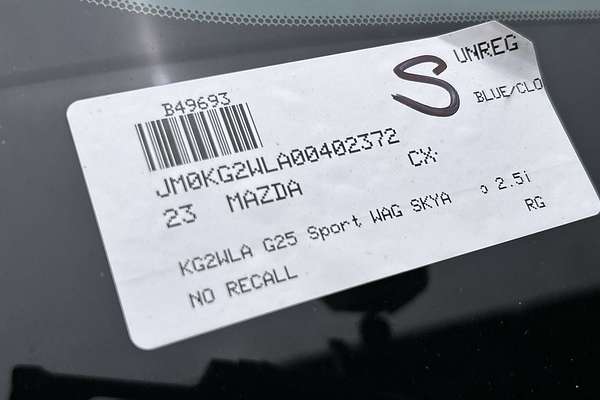 S UNREG
B49693 BLUE/CLO
JM0KG2WLA00402372
23 MAZDA CX-
KG2WLA G25 Sport WAG SKYA 2.5i
NO RECALL RG